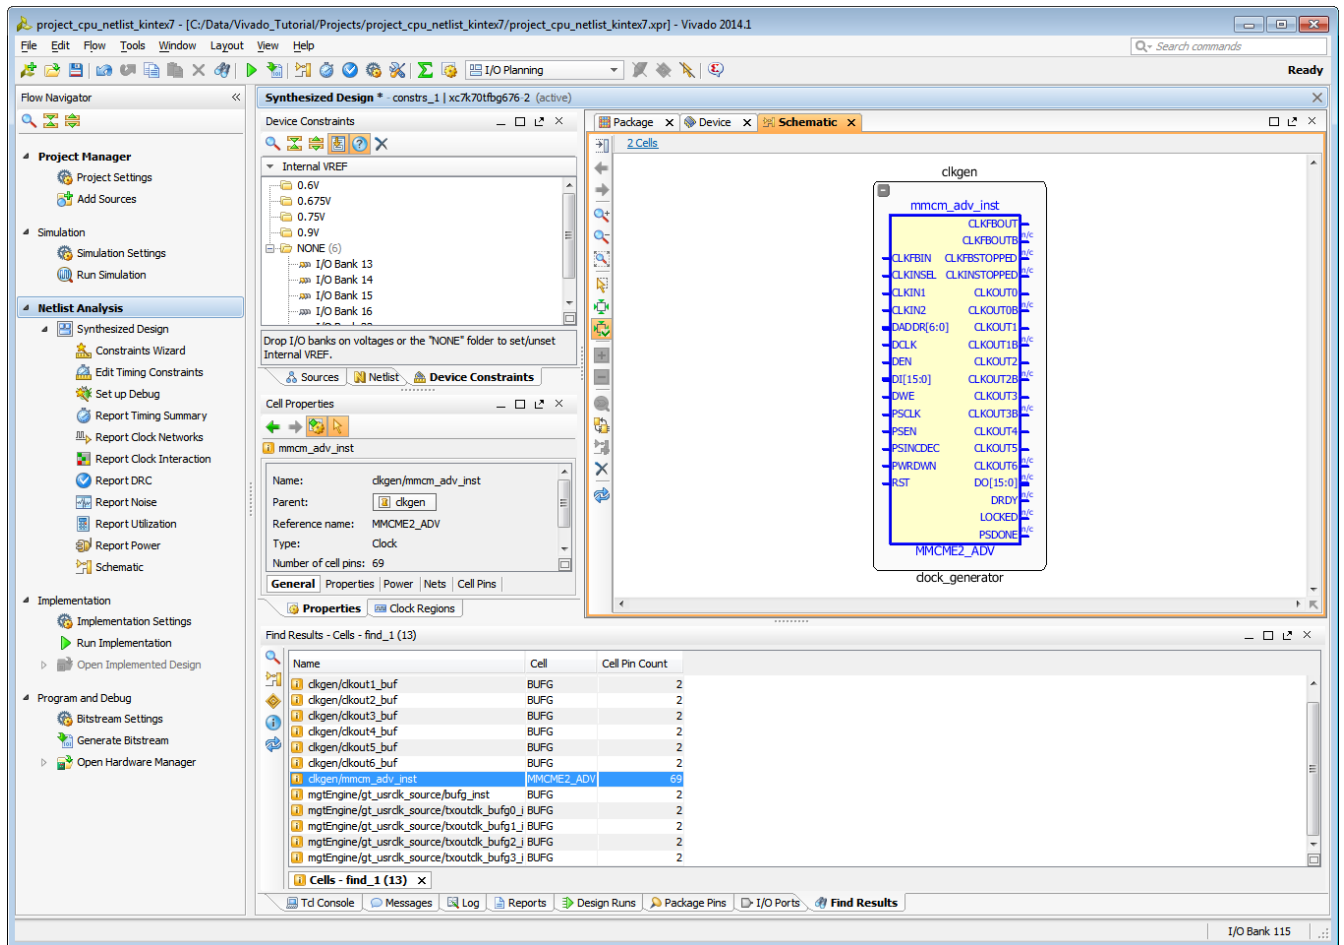 project_cpu_netlist_kintex7 - [C:/Data/Vivado_Tutorial/Projects/project_cpu_netlist_kintex7/project_cpu_netlist_kintex7.xpr] - Vivado 2014.1
File Edit Flow Tools Window Layout View Help
Search commands
I/O Planning
Ready
Flow Navigator
Project Manager
Project Settings
Add Sources
Simulation
Simulation Settings
Run Simulation
Netlist Analysis
Synthesized Design
Constraints Wizard
Edit Timing Constraints
Set up Debug
Report Timing Summary
Report Clock Networks
Report Clock Interaction
Report DRC
Report Noise
Report Utilization
Report Power
Schematic
Implementation
Implementation Settings
Run Implementation
Open Implemented Design
Program and Debug
Bitstream Settings
Generate Bitstream
Open Hardware Manager
Synthesized Design * - constrs_1 | xc7k70tfbg676-2 (active)
Device Constraints
Internal VREF
0.6V
0.675V
0.75V
0.9V
NONE (6)
I/O Bank 13
I/O Bank 14
I/O Bank 15
I/O Bank 16
Drop I/O banks on voltages or the "NONE" folder to set/unset
Internal VREF.
Sources Netlist Device Constraints
Cell Properties
mmcm_adv_inst
Name: clkgen/mmcm_adv_inst
Parent: clkgen
Reference name: MMCME2_ADV
Type: Clock
Number of cell pins: 69
General Properties Power Nets Cell Pins
Properties Clock Regions
Package Device Schematic
2 Cells
clkgen
mmcm_adv_inst
CLKFBOUT
CLKFBOUTB n/c
CLKFBIN CLKFBSTOPPED n/c
CLKINSEL CLKINSTOPPED n/c
CLKIN1 CLKOUT0
CLKIN2 CLKOUT0B n/c
DADDR[6:0] CLKOUT1
DCLK CLKOUT1B n/c
DEN CLKOUT2
DI[15:0] CLKOUT2B n/c
DWE CLKOUT3
PSCLK CLKOUT3B n/c
PSEN CLKOUT4
PSINCDEC CLKOUT5
PWRDWN CLKOUT6 n/c
RST DO[15:0] n/c
DRDY n/c
LOCKED n/c
PSDONE n/c
MMCME2_ADV
clock_generator
Find Results - Cells - find_1 (13)
Name Cell Cell Pin Count
clkgen/clkout1_buf BUFG 2
clkgen/clkout2_buf BUFG 2
clkgen/clkout3_buf BUFG 2
clkgen/clkout4_buf BUFG 2
clkgen/clkout5_buf BUFG 2
clkgen/clkout6_buf BUFG 2
clkgen/mmcm_adv_inst MMCME2_ADV 69
mgtEngine/gt_usrclk_source/bufg_inst BUFG 2
mgtEngine/gt_usrclk_source/txoutclk_bufg0_i BUFG 2
mgtEngine/gt_usrclk_source/txoutclk_bufg1_i BUFG 2
mgtEngine/gt_usrclk_source/txoutclk_bufg2_i BUFG 2
mgtEngine/gt_usrclk_source/txoutclk_bufg3_i BUFG 2
Cells - find_1 (13)
Tcl Console Messages Log Reports Design Runs Package Pins I/O Ports Find Results
I/O Bank 115